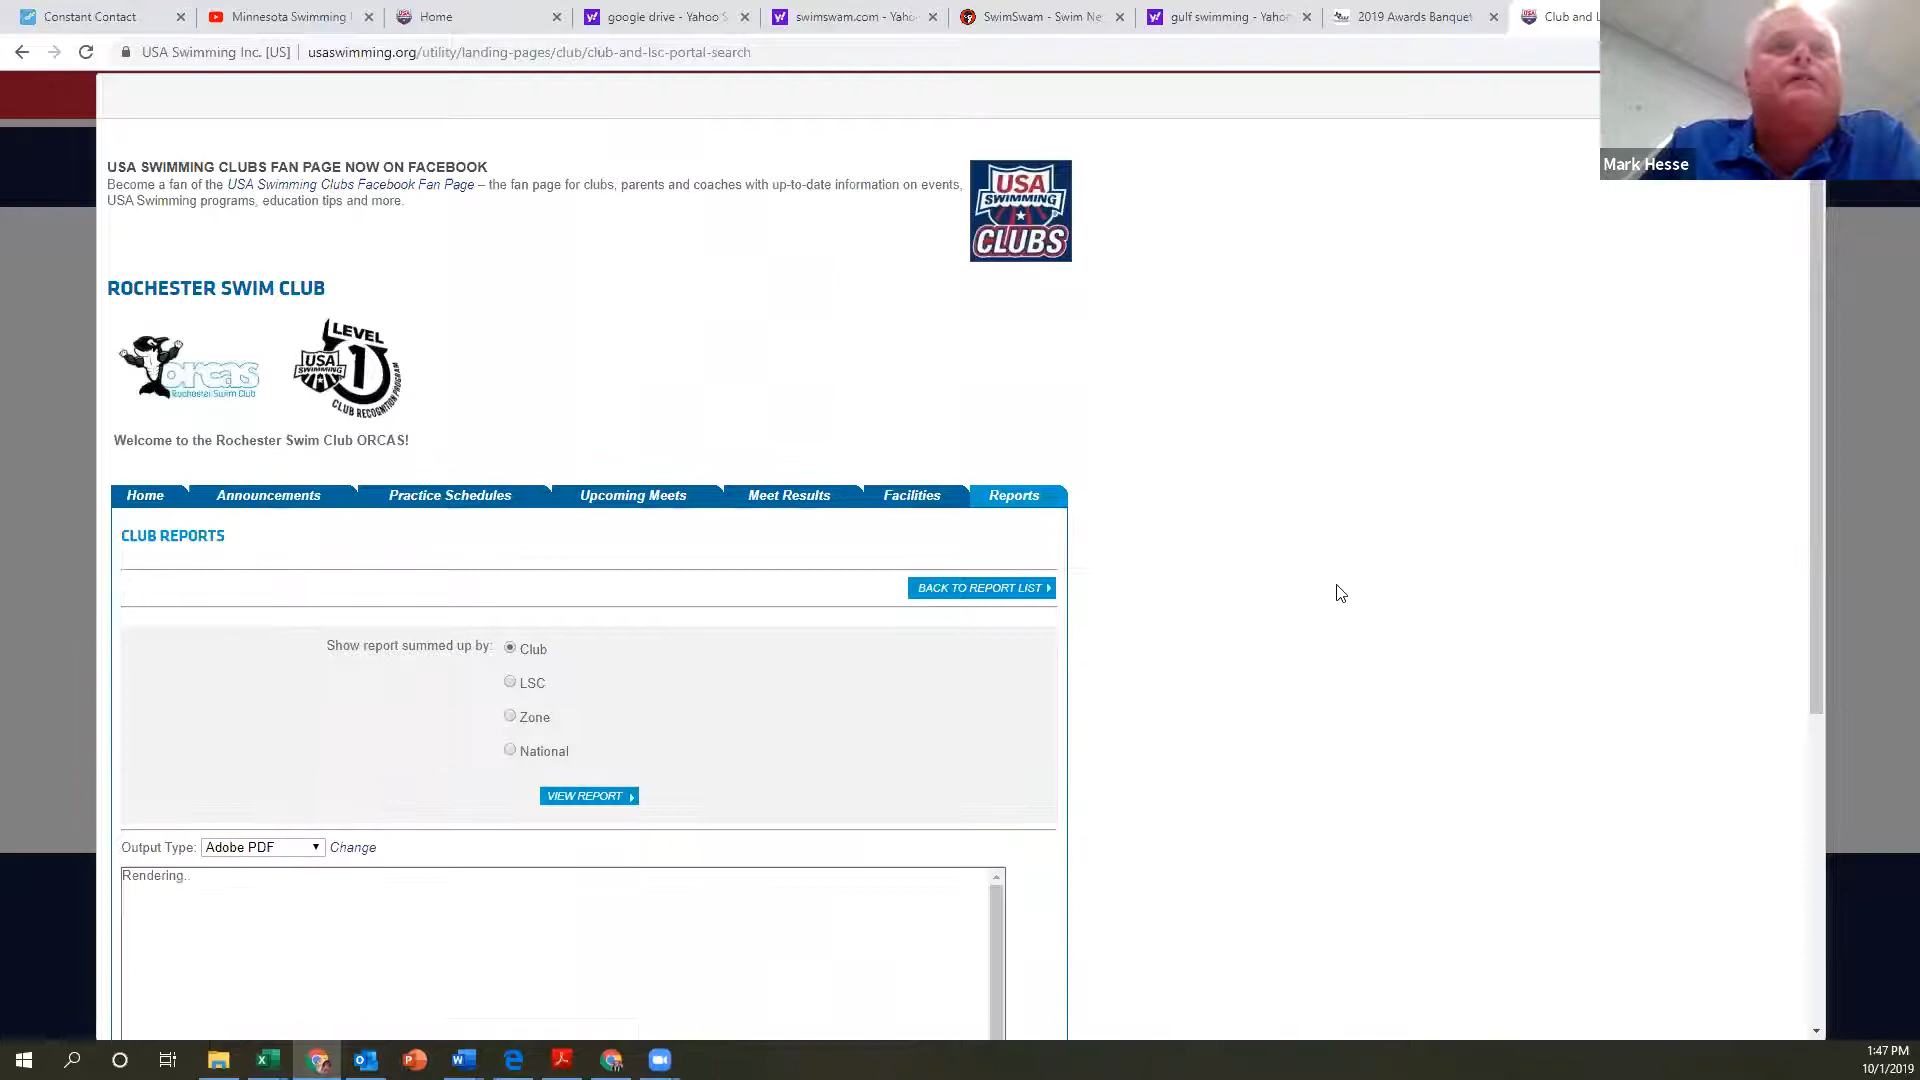 Constant Contact
Minnesota Swimming
Home
google drive - Yahoo S
swimswam.com - Yaho
SwimSwam - Swim Ne
gulf swimming - Yahoo
2019 Awards Banquet
Club and L
USA Swimming Inc. [US]
usaswimming.org/utility/landing-pages/club/club-and-lsc-portal-search
Mark Hesse
USA SWIMMING CLUBS FAN PAGE NOW ON FACEBOOK
Become a fan of the USA Swimming Clubs Facebook Fan Page – the fan page for clubs, parents and coaches with up-to-date information on events,
USA Swimming programs, education tips and more.
USA
SWIMMING
CLUBS
ROCHESTER SWIM CLUB
orcas
Rochester Swim Club
LEVEL
1
USA
SWIMMING
CLUB RECOGNITION PROGRAM
Welcome to the Rochester Swim Club ORCAS!
Home
Announcements
Practice Schedules
Upcoming Meets
Meet Results
Facilities
Reports
CLUB REPORTS
BACK TO REPORT LIST
Show report summed up by:
Club
LSC
Zone
National
VIEW REPORT
Output Type:
Adobe PDF
Change
Rendering..
1:47 PM
10/1/2019